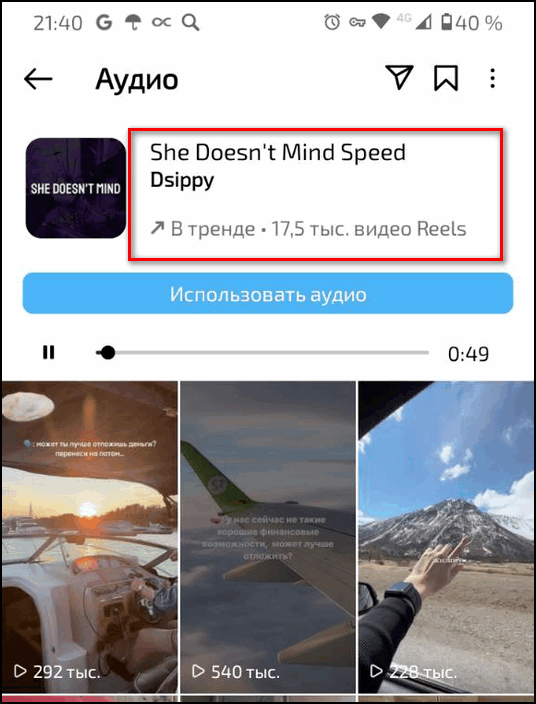 21:40 G 4G 40 %
Аудио
SHE DOESN'T MIND
She Doesn't Mind Speed
Dsippy
В тренде • 17,5 тыс. видео Reels
Использовать аудио
0:49
: может ты лучше отложишь деньги?
перенеси на потом...
У нас сейчас не такие
хорошие финансовые
возможности, может лучше
отложить?
292 тыс.
540 тыс.
228 тыс.